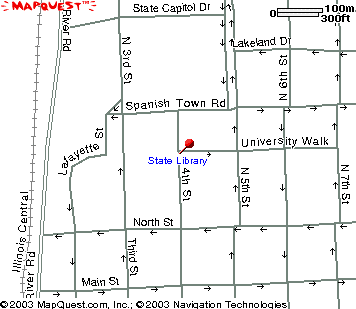 MAPQUEST™
State Capitol Dr
100m
300ft
River Rd
N 3rd St
Lakeland Dr
N 6th St
Spanish Town Rd
Lafayette St
University Walk
State Library
4th St
N 5th St
N 7th St
North St
Third St
Illinois Central
River Rd
Main St
©2003 MapQuest.com, Inc.; ©2003 Navigation Technologies